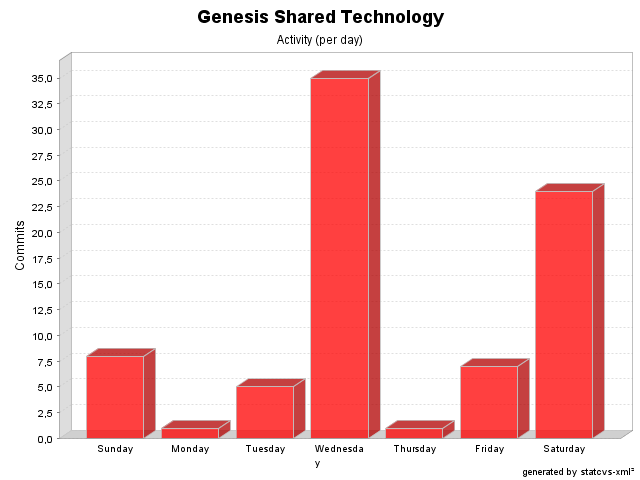 Genesis Shared Technology
Activity (per day)
Commits
35,0
32,5
30,0
27,5
25,0
22,5
20,0
17,5
15,0
12,5
10,0
7,5
5,0
2,5
0,0
Sunday Monday Tuesday Wednesda Thursday Friday Saturday
y
generated by statcvs-xml²